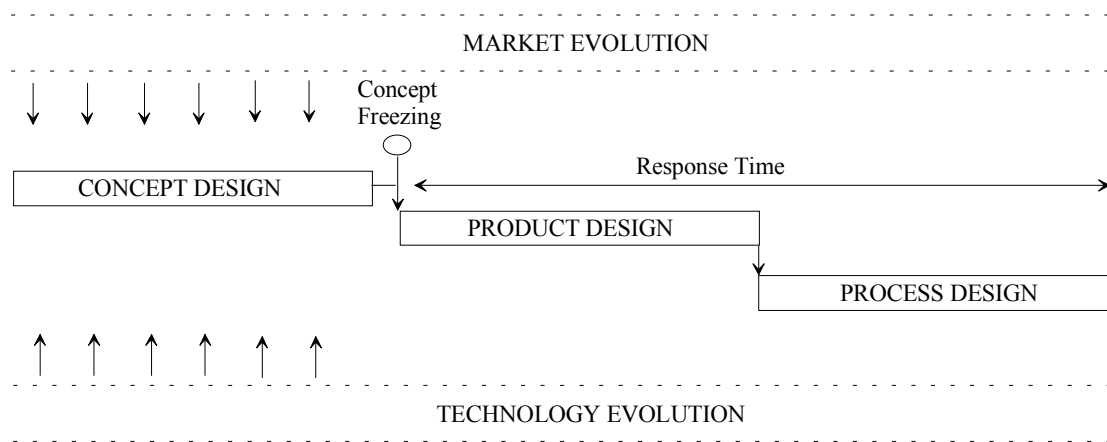 MARKET EVOLUTION
Concept
Freezing
Response Time
CONCEPT DESIGN
PRODUCT DESIGN
PROCESS DESIGN
TECHNOLOGY EVOLUTION